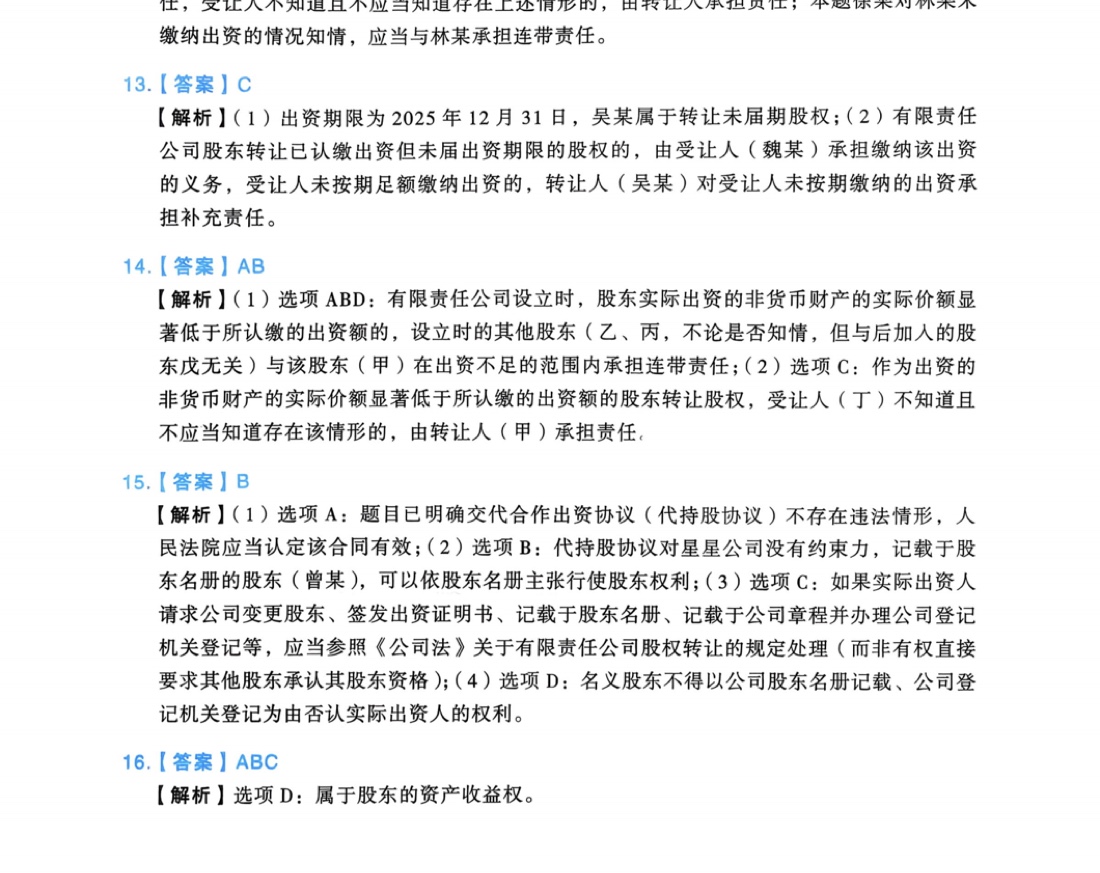 任，受让人不知道且不应当知道存在上述情形的，由转让人承担责任；本题徐某对林某未
缴纳出资的情况知情，应当与林某承担连带责任。
13.【答案】C
【解析】（1）出资期限为 2025 年 12 月 31 日，吴某属于转让未届期股权；（2）有限责任
公司股东转让已认缴出资但未届出资期限的股权的，由受让人（魏某）承担缴纳该出资
的义务，受让人未按期足额缴纳出资的，转让人（吴某）对受让人未按期缴纳的出资承
担补充责任。
14.【答案】AB
【解析】（1）选项 ABD：有限责任公司设立时，股东实际出资的非货币财产的实际价额显
著低于所认缴的出资额的，设立时的其他股东（乙、丙，不论是否知情，但与后加入的股
东戊无关）与该股东（甲）在出资不足的范围内承担连带责任；（2）选项 C：作为出资的
非货币财产的实际价额显著低于所认缴的出资额的股东转让股权，受让人（丁）不知道且
不应当知道存在该情形的，由转让人（甲）承担责任。
15.【答案】B
【解析】（1）选项 A：题目已明确交代合作出资协议（代持股协议）不存在违法情形，人
民法院应当认定该合同有效；（2）选项 B：代持股协议对星星公司没有约束力，记载于股
东名册的股东（曾某），可以依股东名册主张行使股东权利；（3）选项 C：如果实际出资人
请求公司变更股东、签发出资证明书、记载于股东名册、记载于公司章程并办理公司登记
机关登记等，应当参照《公司法》关于有限责任公司股权转让的规定处理（而非有权直接
要求其他股东承认其股东资格）；（4）选项 D：名义股东不得以公司股东名册记载、公司登
记机关登记为由否认实际出资人的权利。
16.【答案】ABC
【解析】选项 D：属于股东的资产收益权。